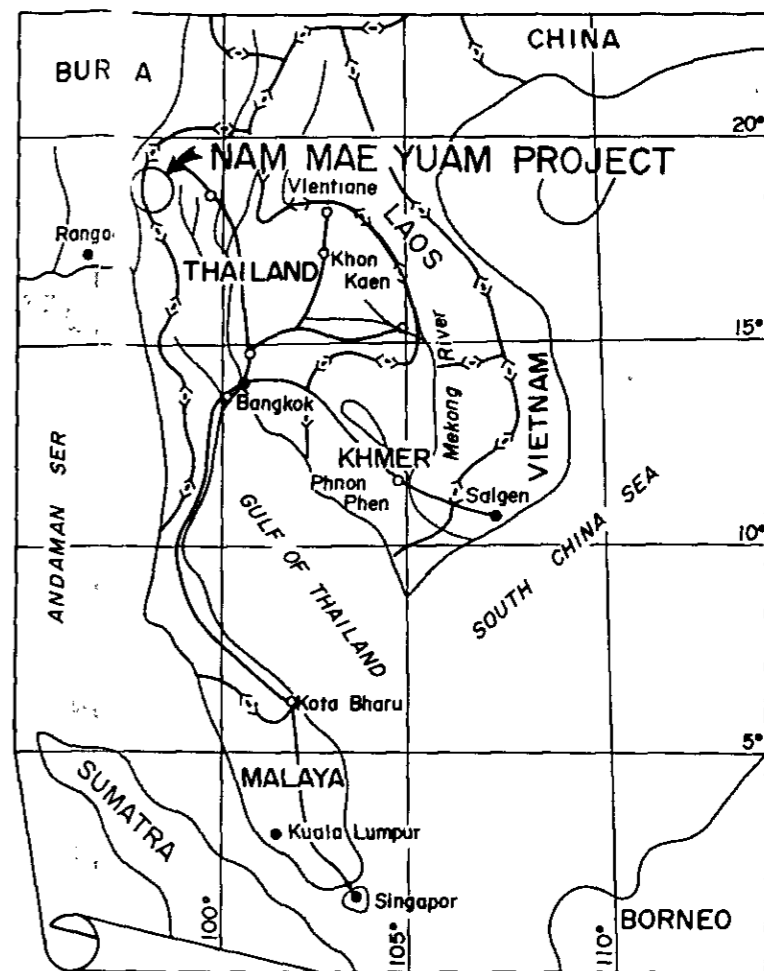 CHINA
BUR A
20°
NAM MAE YUAM PROJECT
Vientiane
LAOS
Rango
THAILAND
Khon
Kaen
15°
River
Mekong
VIETNAM
Bangkok
KHMER
Phnon
Phen
Saigen
ANDAMAN SER
GULF OF THAILAND
SOUTH CHINA SEA
10°
Kota Bharu
5°
MALAYA
SUMATRA
Kuala Lumpur
Singapor
BORNEO
100°
105°
110°